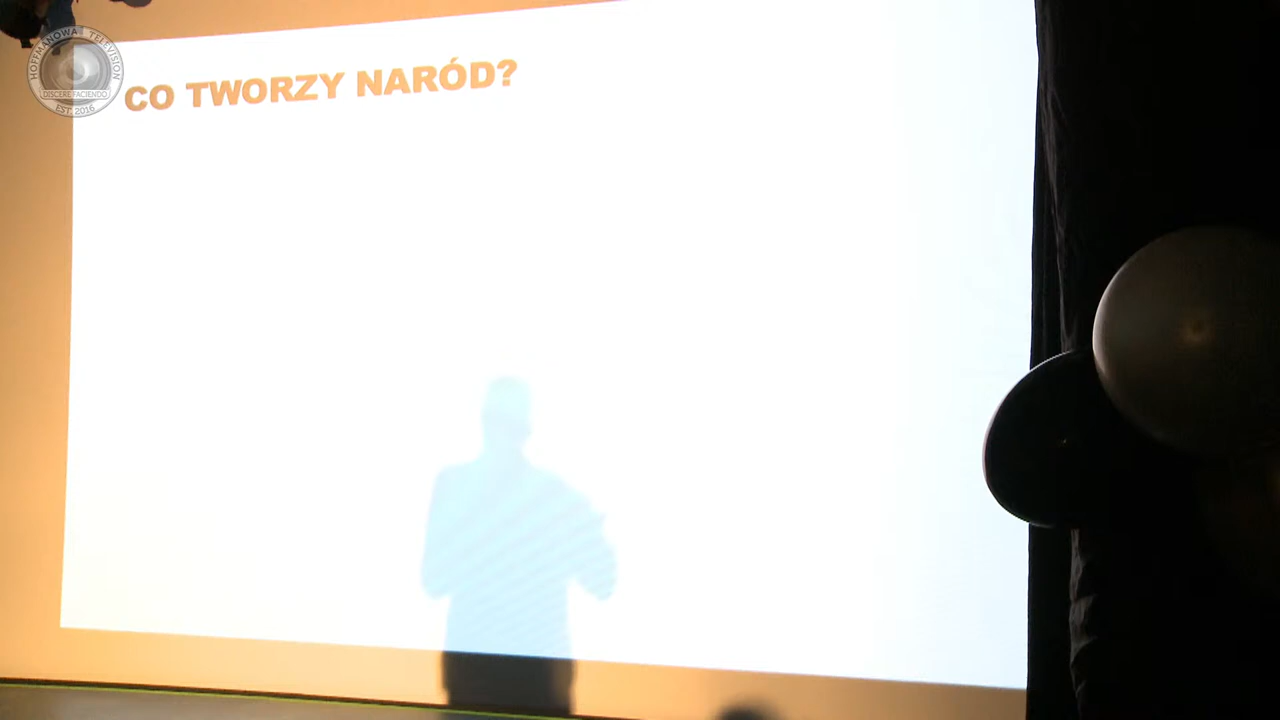 HOFFMANOWA TELEVISION
DISCERE FACIENDO
EST. 2016
CO TWORZY NARÓD?